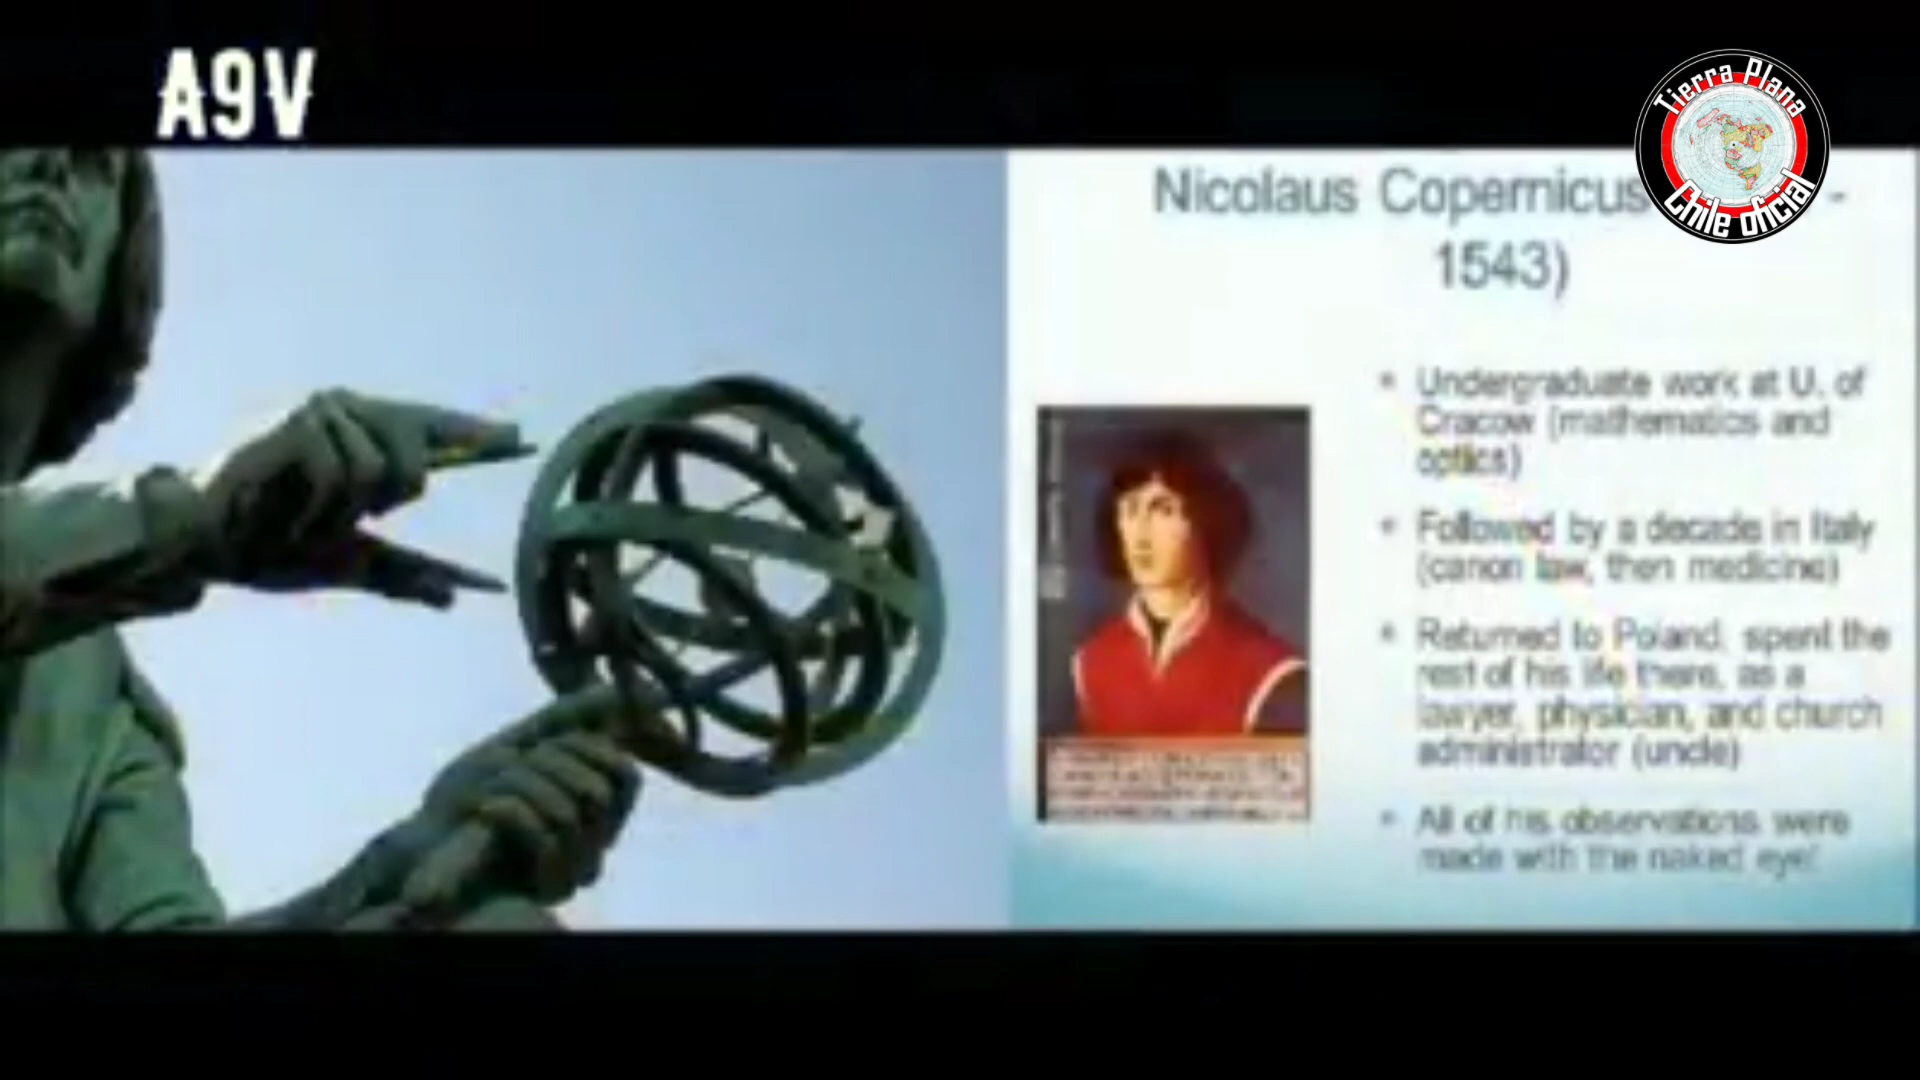 A9V
Tierra Plana
Chile oficial
Nicolaus Copernicus -
1543)
• Undergraduate work at U. of
Cracow (mathematics and
optics)
• Followed by a decade in Italy
(canon law, then medicine)
• Returned to Poland, spent the
rest of his life there, as a
lawyer, physician, and church
administrator (uncle)
• All of his observations were
made with the naked eye!